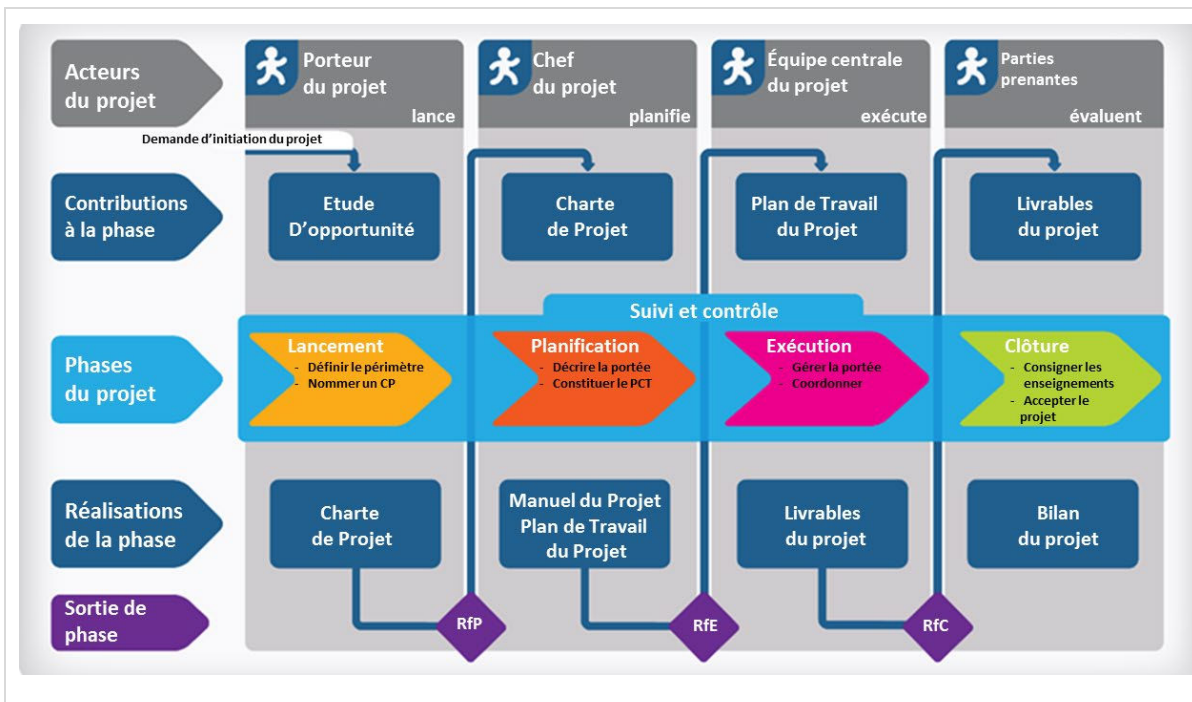 Acteurs
du projet
Porteur
du projet
lance
Chef
du projet
planifie
Équipe centrale
du projet
exécute
Parties
prenantes
évaluent
Demande d'initiation du projet
Contributions
à la phase
Etude
D'opportunité
Charte
de Projet
Plan de Travail
du Projet
Livrables
du projet
Suivi et contrôle
Phases
du projet
Lancement
- Définir le périmètre
- Nommer un CP
Planification
- Décrire la portée
- Constituer le PCT
Exécution
- Gérer la portée
- Coordonner
Clôture
- Consigner les
enseignements
- Accepter le
projet
Réalisations
de la phase
Charte
de Projet
Manuel du Projet
Plan de Travail
du Projet
Livrables
du projet
Bilan
du projet
Sortie de
phase
RfP
RfE
RfC